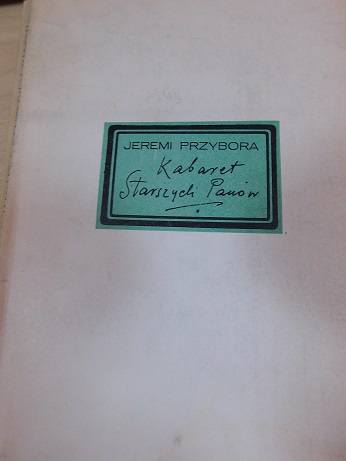 JEREMI PRZYBORA
Kabaret
Starszych Panów